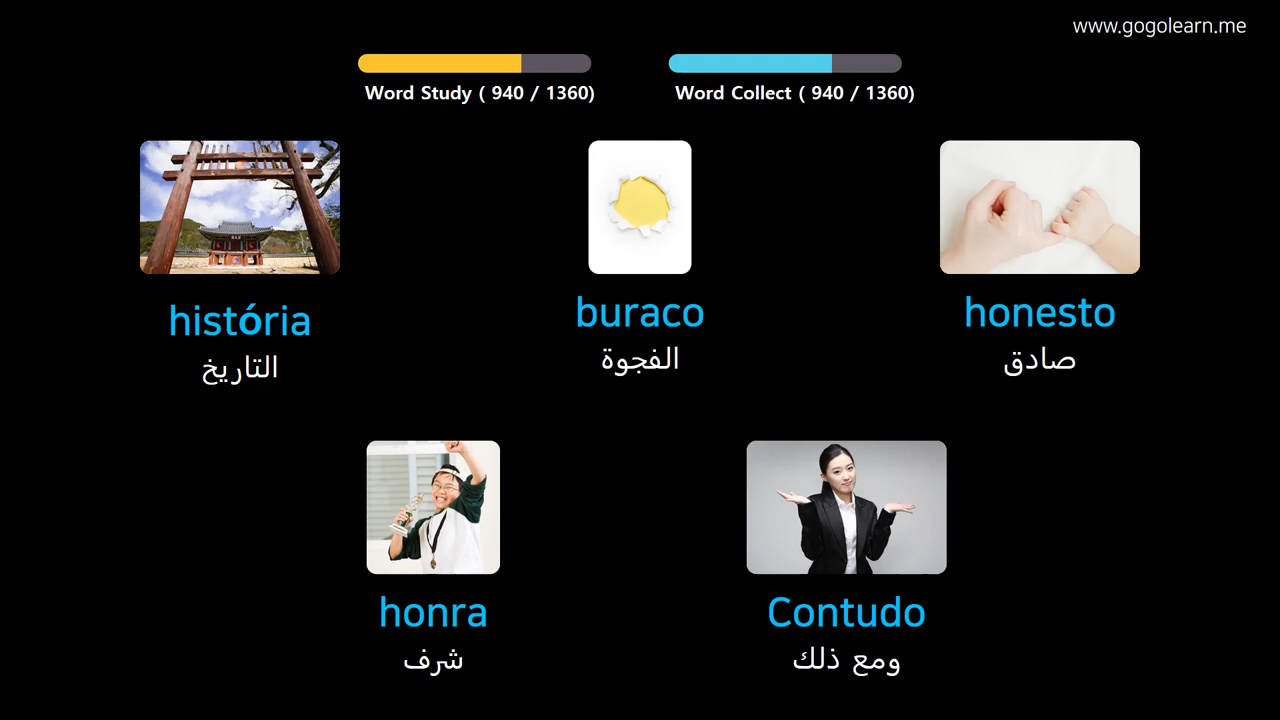 www.gogolearn.me
Word Study ( 940 / 1360)
Word Collect ( 940 / 1360)
história
التاريخ
buraco
الفجوة
honesto
صادق
honra
شرف
Contudo
ومع ذلك